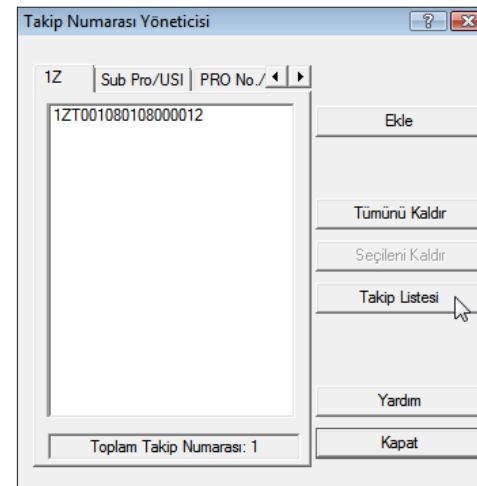 Takip Numarası Yöneticisi
1Z
Sub Pro/USI
PRO No./
1ZT001080108000012
Ekle
Tümünü Kaldır
Seçileni Kaldır
Takip Listesi
Yardım
Kapat
Toplam Takip Numarası: 1